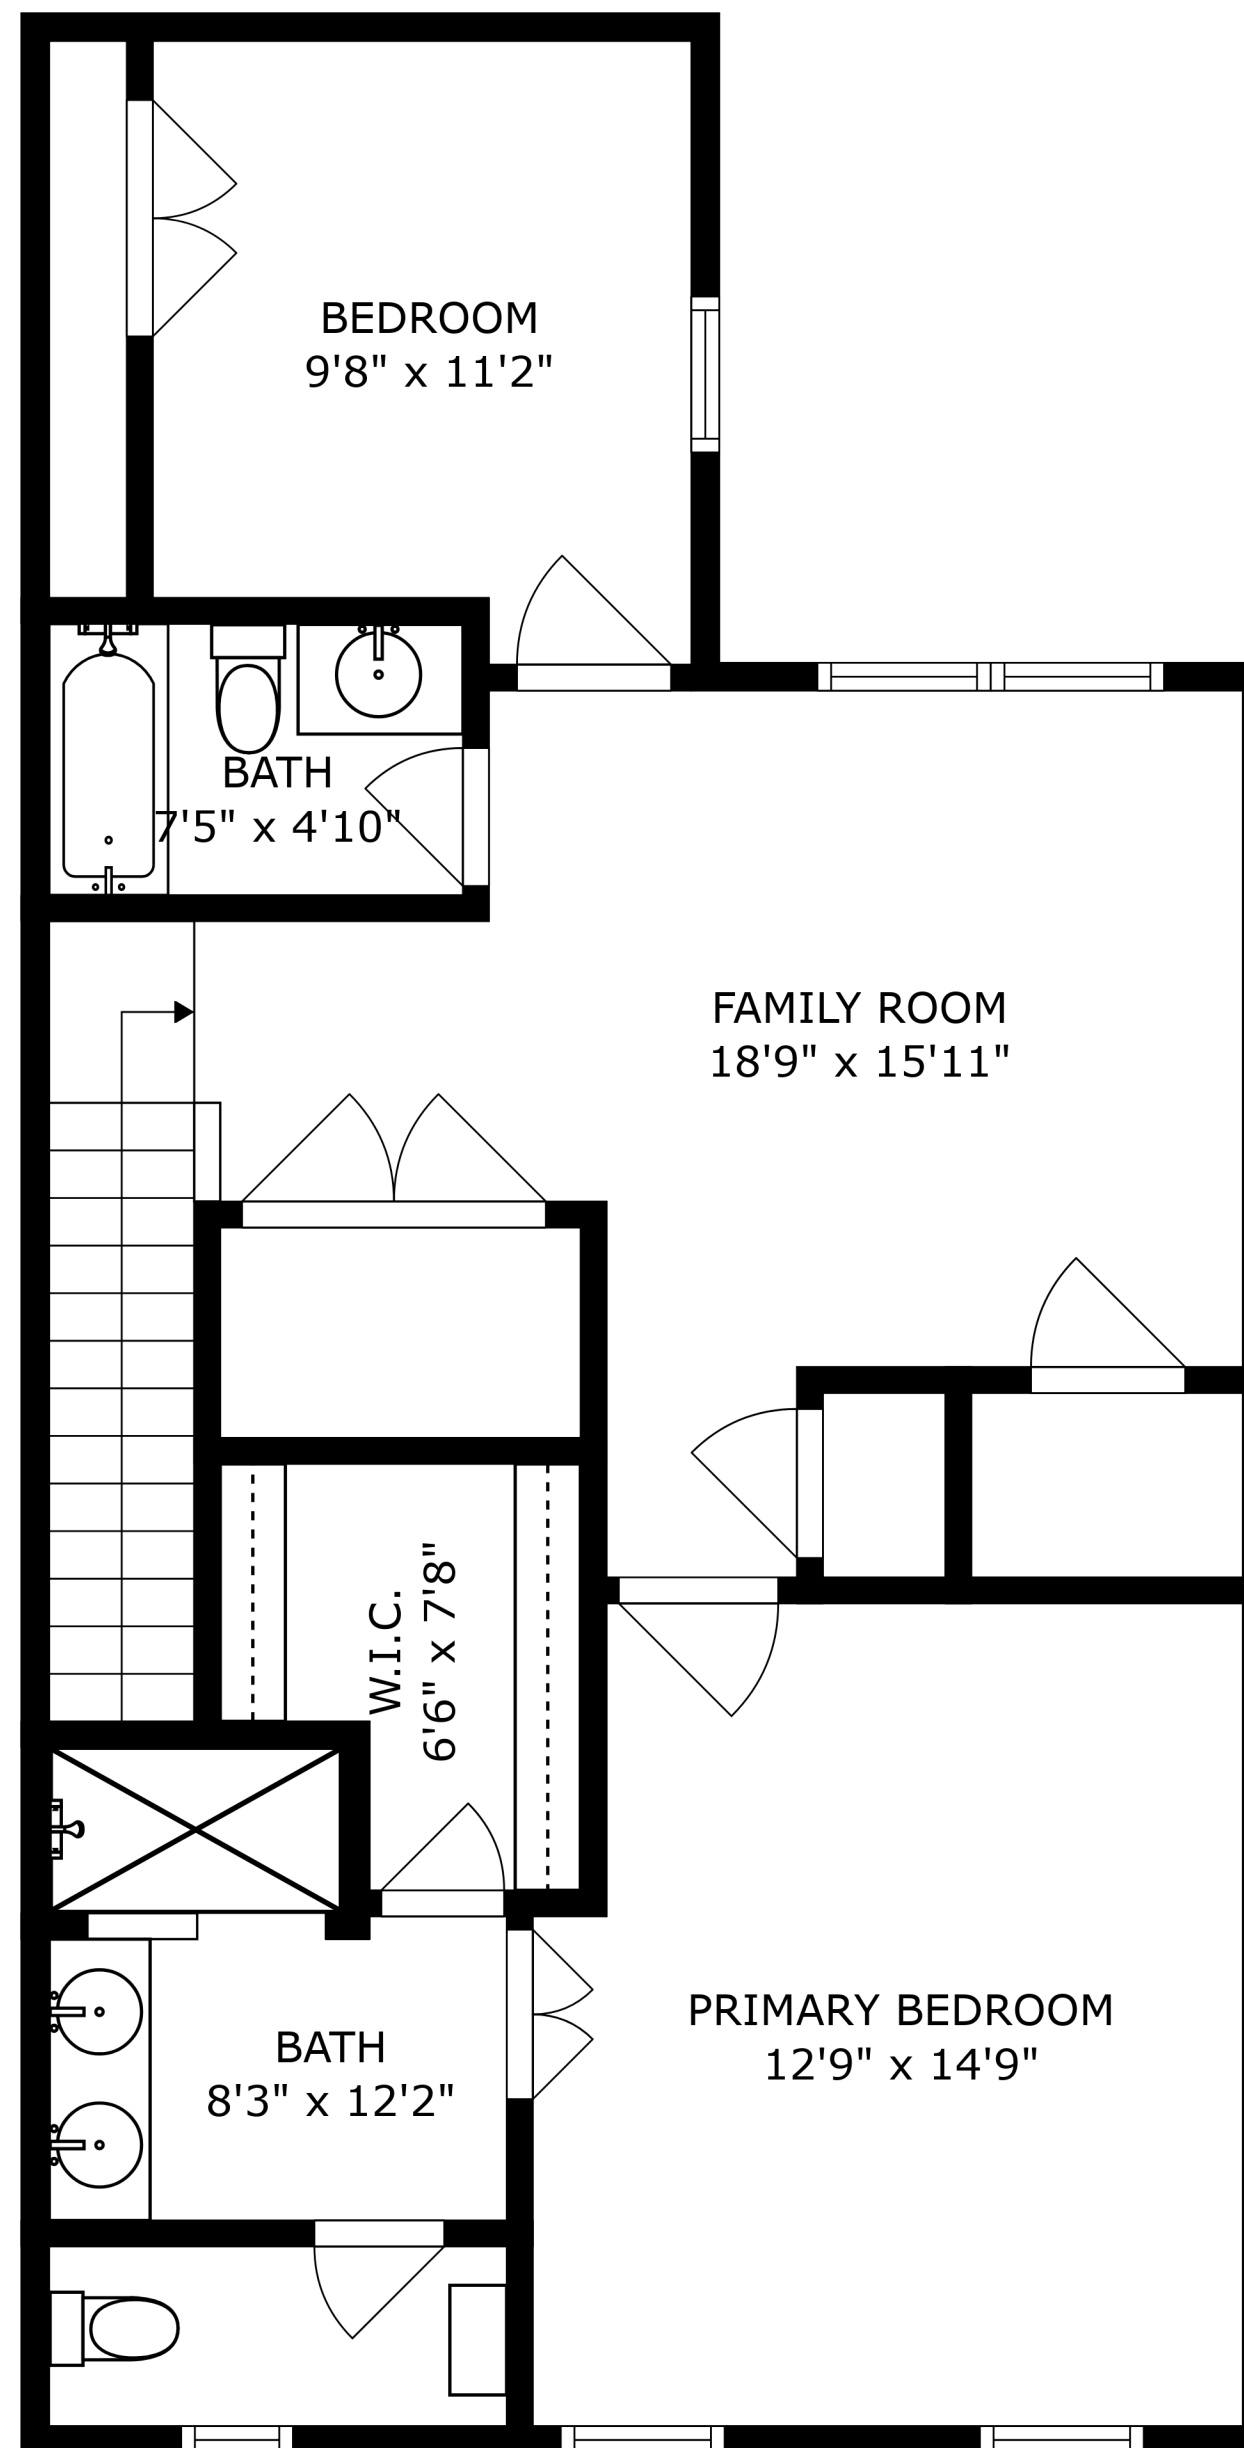 BEDROOM
9'8" x 11'2"
BATH
7'5" x 4'10"
FAMILY ROOM
18'9" x 15'11"
W.I.C.
6'6" x 7'8"
PRIMARY BEDROOM
12'9" x 14'9"
BATH
8'3" x 12'2"